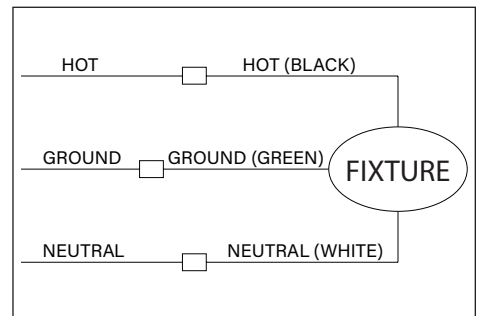 HOT HOT (BLACK)
GROUND GROUND (GREEN)
FIXTURE
NEUTRAL NEUTRAL (WHITE)